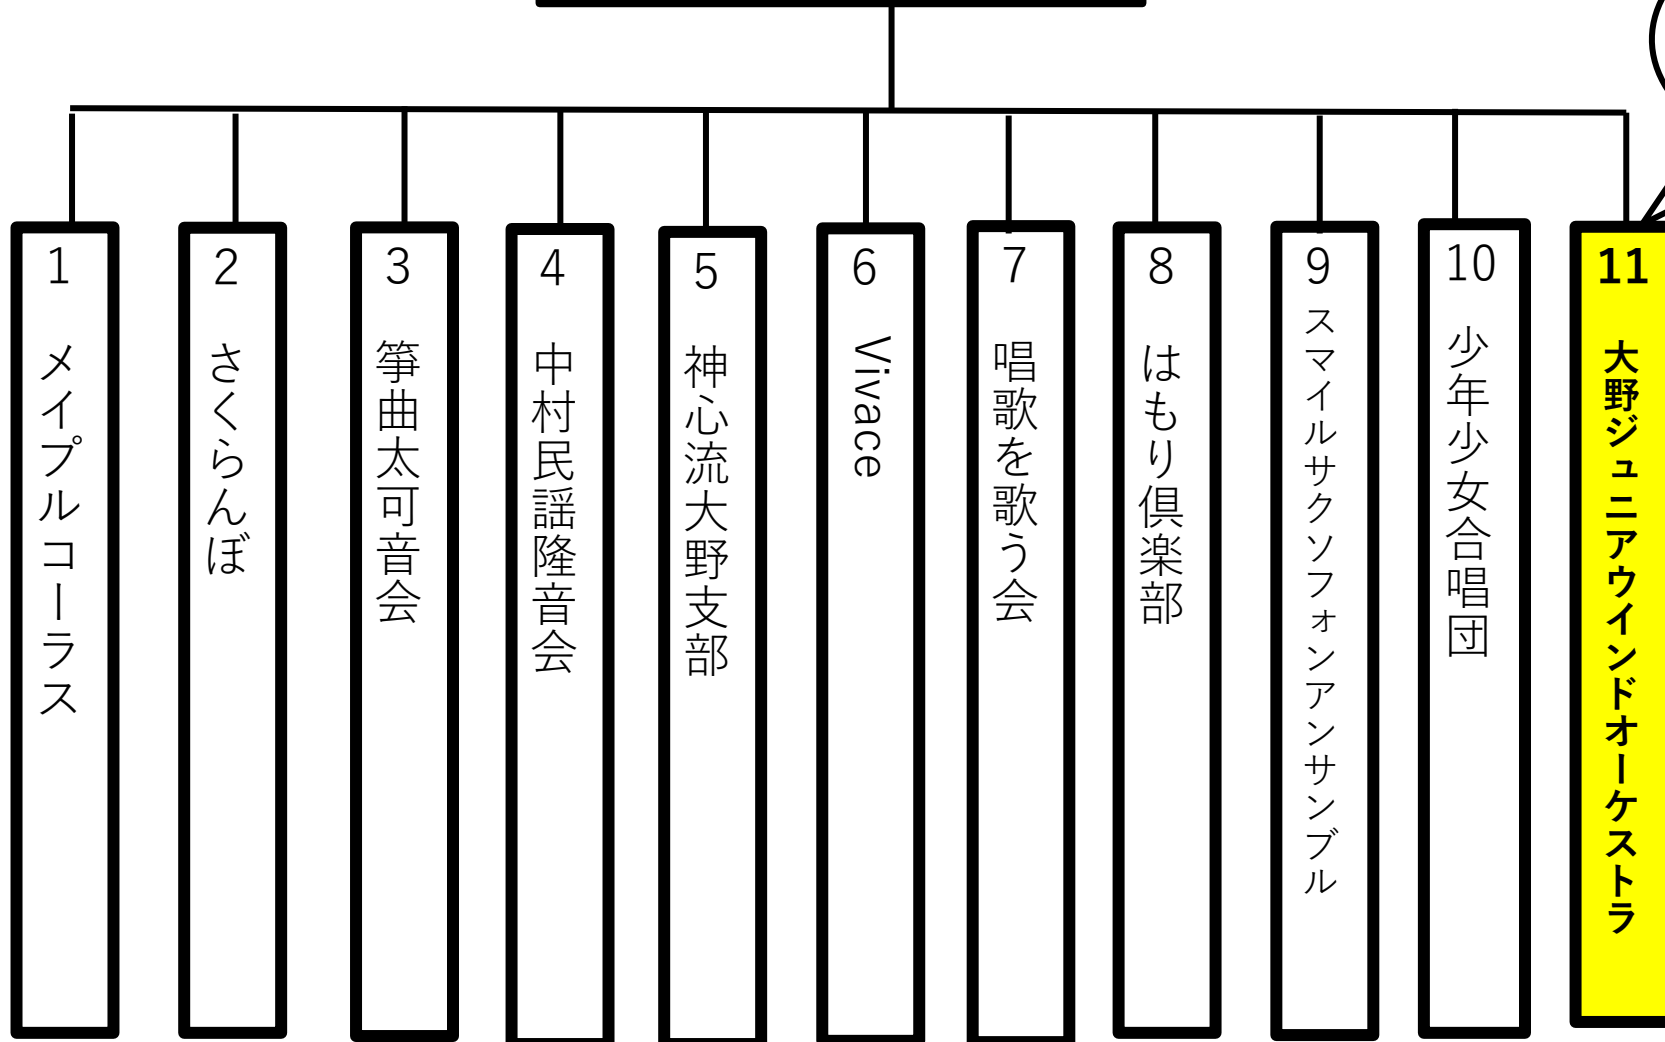 1 メイプルコーラス
2 さくらんぼ
3 箏曲太可音会
4 中村民謡隆音会
5 神心流大野支部
6 Vivace
7 唱歌を歌う会
8 はもり倶楽部
9 スマイルサクソフォンアンサンブル
10 少年少女合唱団
11 大野ジュニアウインドオーケストラ